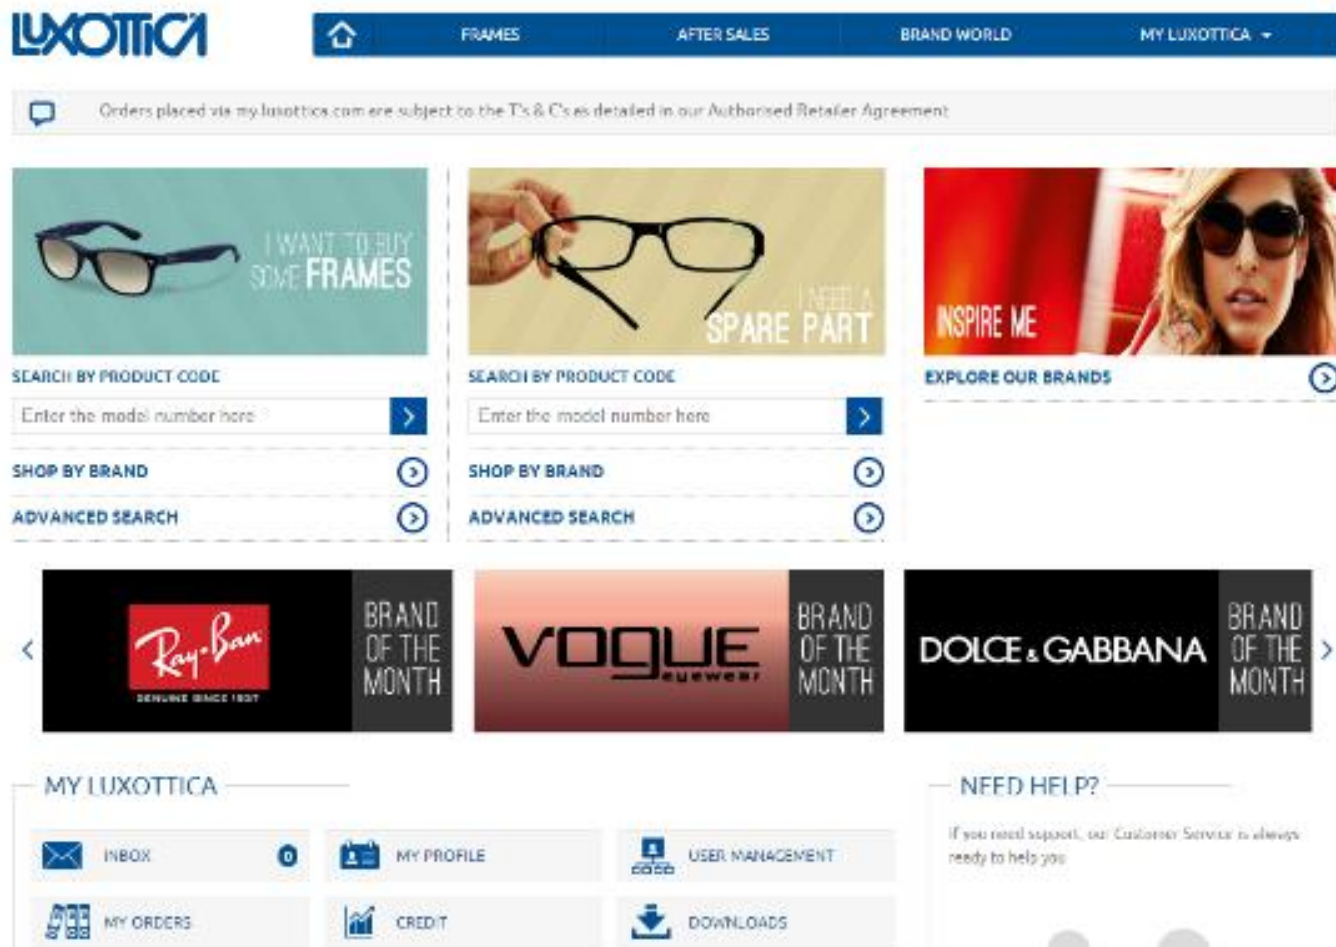 LUXOTTICA
FRAMES
AFTER SALES
BRAND WORLD
MY LUXOTTICA
Orders placed via my.luxottica.com are subject to the T's & C's as detailed in our Authorised Retailer Agreement
I WANT TO BUY
SOME FRAMES
I NEED A
SPARE PART
INSPIRE ME
SEARCH BY PRODUCT CODE
SEARCH BY PRODUCT CODE
EXPLORE OUR BRANDS
Enter the model number here
Enter the model number here
SHOP BY BRAND
SHOP BY BRAND
ADVANCED SEARCH
ADVANCED SEARCH
Ray-Ban
GENUINE SINCE 1937
BRAND
OF THE
MONTH
VOGUE
eyewear
BRAND
OF THE
MONTH
DOLCE & GABBANA
BRAND
OF THE
MONTH
MY LUXOTTICA
NEED HELP?
If you need support, our Customer Service is always
ready to help you
INBOX
0
MY PROFILE
USER MANAGEMENT
MY ORDERS
CREDIT
DOWNLOADS